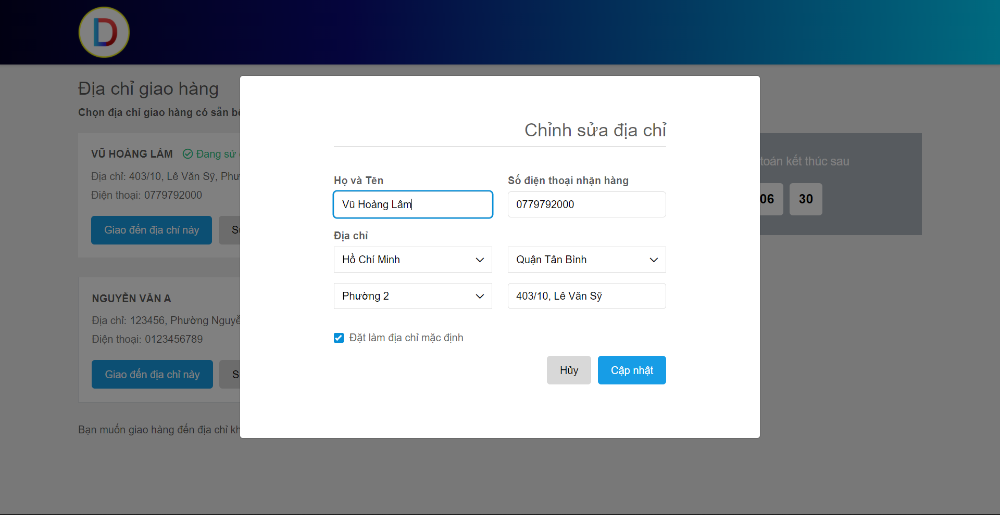 D
Địa chỉ giao hàng
Chọn địa chỉ giao hàng có sẵn
VŨ HOÀNG LÂM Đang sử
Địa chỉ: 403/10, Lê Văn Sỹ,
Điện thoại: 0779792000
Giao đến địa chỉ này
NGUYỄN VĂN A
Địa chỉ: 123456, Phường
Điện thoại: 0123456789
Giao đến địa chỉ này
Bạn muốn giao hàng đến địa chỉ
Chỉnh sửa địa chỉ
Họ và Tên
Số điện thoại nhận hàng
Vũ Hoàng Lâm
0779792000
Địa chỉ
Hồ Chí Minh
Quận Tân Bình
Phường 2
403/10, Lê Văn Sỹ
Đặt làm địa chỉ mặc định
Hủy
Cập nhật
toán kết thúc sau
06 30